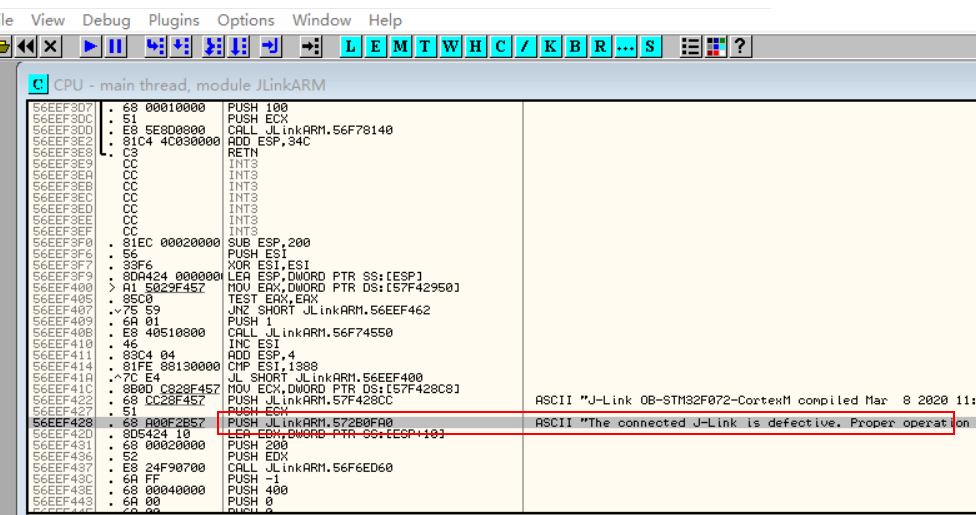 le View Debug Plugins Options Window Help
L E M T W H C / K B R ... S ?
C CPU - main thread, module JLinkARM
56EEF3D7 . 68 00010000 PUSH 100
56EEF3DC . 51 PUSH ECX
56EEF3DD . E8 5E8D0800 CALL JLinkARM.56F78140
56EEF3E2 . 81C4 4C030000 ADD ESP,34C
56EEF3E8 . C3 RETN
56EEF3E9 CC INT3
56EEF3EA CC INT3
56EEF3EB CC INT3
56EEF3EC CC INT3
56EEF3ED CC INT3
56EEF3EE CC INT3
56EEF3EF CC INT3
56EEF3F0 . 81EC 00020000 SUB ESP,200
56EEF3F6 . 56 PUSH ESI
56EEF3F7 . 33F6 XOR ESI,ESI
56EEF3F9 . 8DA424 000000 LEA ESP,DWORD PTR SS:[ESP]
56EEF400 > A1 5029F457 MOV EAX,DWORD PTR DS:[57F42950]
56EEF405 . 85C0 TEST EAX,EAX
56EEF407 . 75 59 JNZ SHORT JLinkARM.56EEF462
56EEF409 . 6A 01 PUSH 1
56EEF40B . E8 40510800 CALL JLinkARM.56F74550
56EEF410 . 46 INC ESI
56EEF411 . 83C4 04 ADD ESP,4
56EEF414 . 81FE 88130000 CMP ESI,1388
56EEF41A .^7C E4 JL SHORT JLinkARM.56EEF400
56EEF41C . 8B0D C828F457 MOV ECX,DWORD PTR DS:[57F428C8]
56EEF422 . 68 CC28F457 PUSH JLinkARM.57F428CC ASCII "J-Link OB-STM32F072-CortexM compiled Mar 8 2020 11:
56EEF427 . 51 PUSH ECX
56EEF428 . 68 A00F2B57 PUSH JLinkARM.572B0FA0 ASCII "The connected J-Link is defective. Proper operation
56EEF42D . 8D5424 10 LEA EDX,DWORD PTR SS:[ESP+10]
56EEF431 . 68 00020000 PUSH 200
56EEF436 . 52 PUSH EDX
56EEF437 . E8 24F90700 CALL JLinkARM.56F6ED60
56EEF43C . 6A FF PUSH -1
56EEF43E . 68 00040000 PUSH 400
56EEF443 . 6A 00 PUSH 0